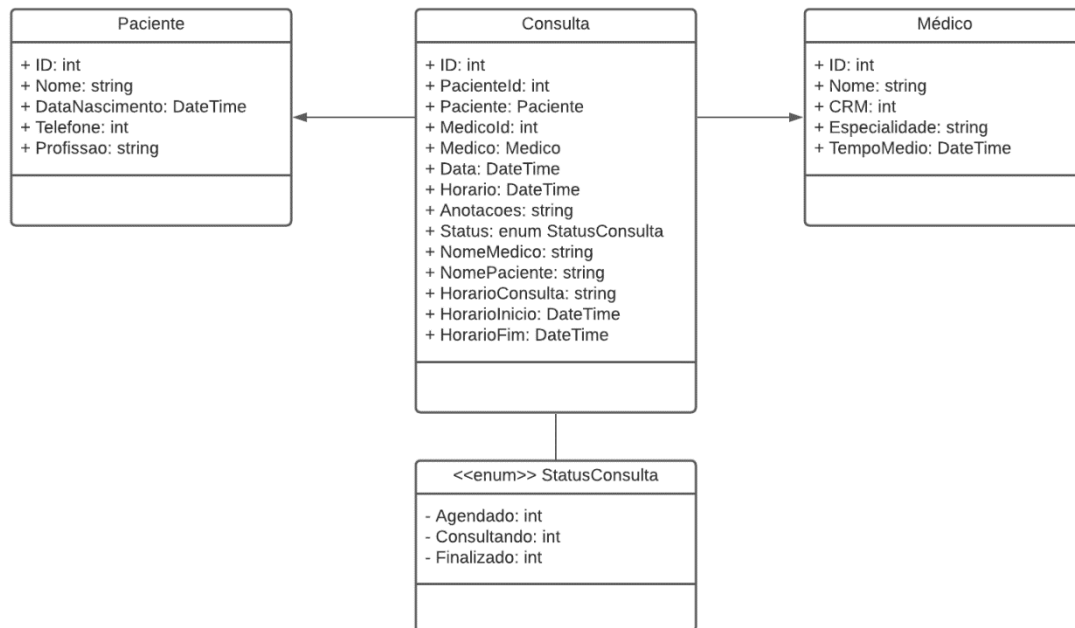 Paciente
+ ID: int
+ Nome: string
+ DataNascimento: DateTime
+ Telefone: int
+ Profissao: string
Consulta
+ ID: int
+ PacienteId: int
+ Paciente: Paciente
+ MedicoId: int
+ Medico: Medico
+ Data: DateTime
+ Horario: DateTime
+ Anotacoes: string
+ Status: enum StatusConsulta
+ NomeMedico: string
+ NomePaciente: string
+ HorarioConsulta: string
+ HorarioInicio: DateTime
+ HorarioFim: DateTime
Médico
+ ID: int
+ Nome: string
+ CRM: int
+ Especialidade: string
+ TempoMedio: DateTime
<<enum>> StatusConsulta
- Agendado: int
- Consultando: int
- Finalizado: int